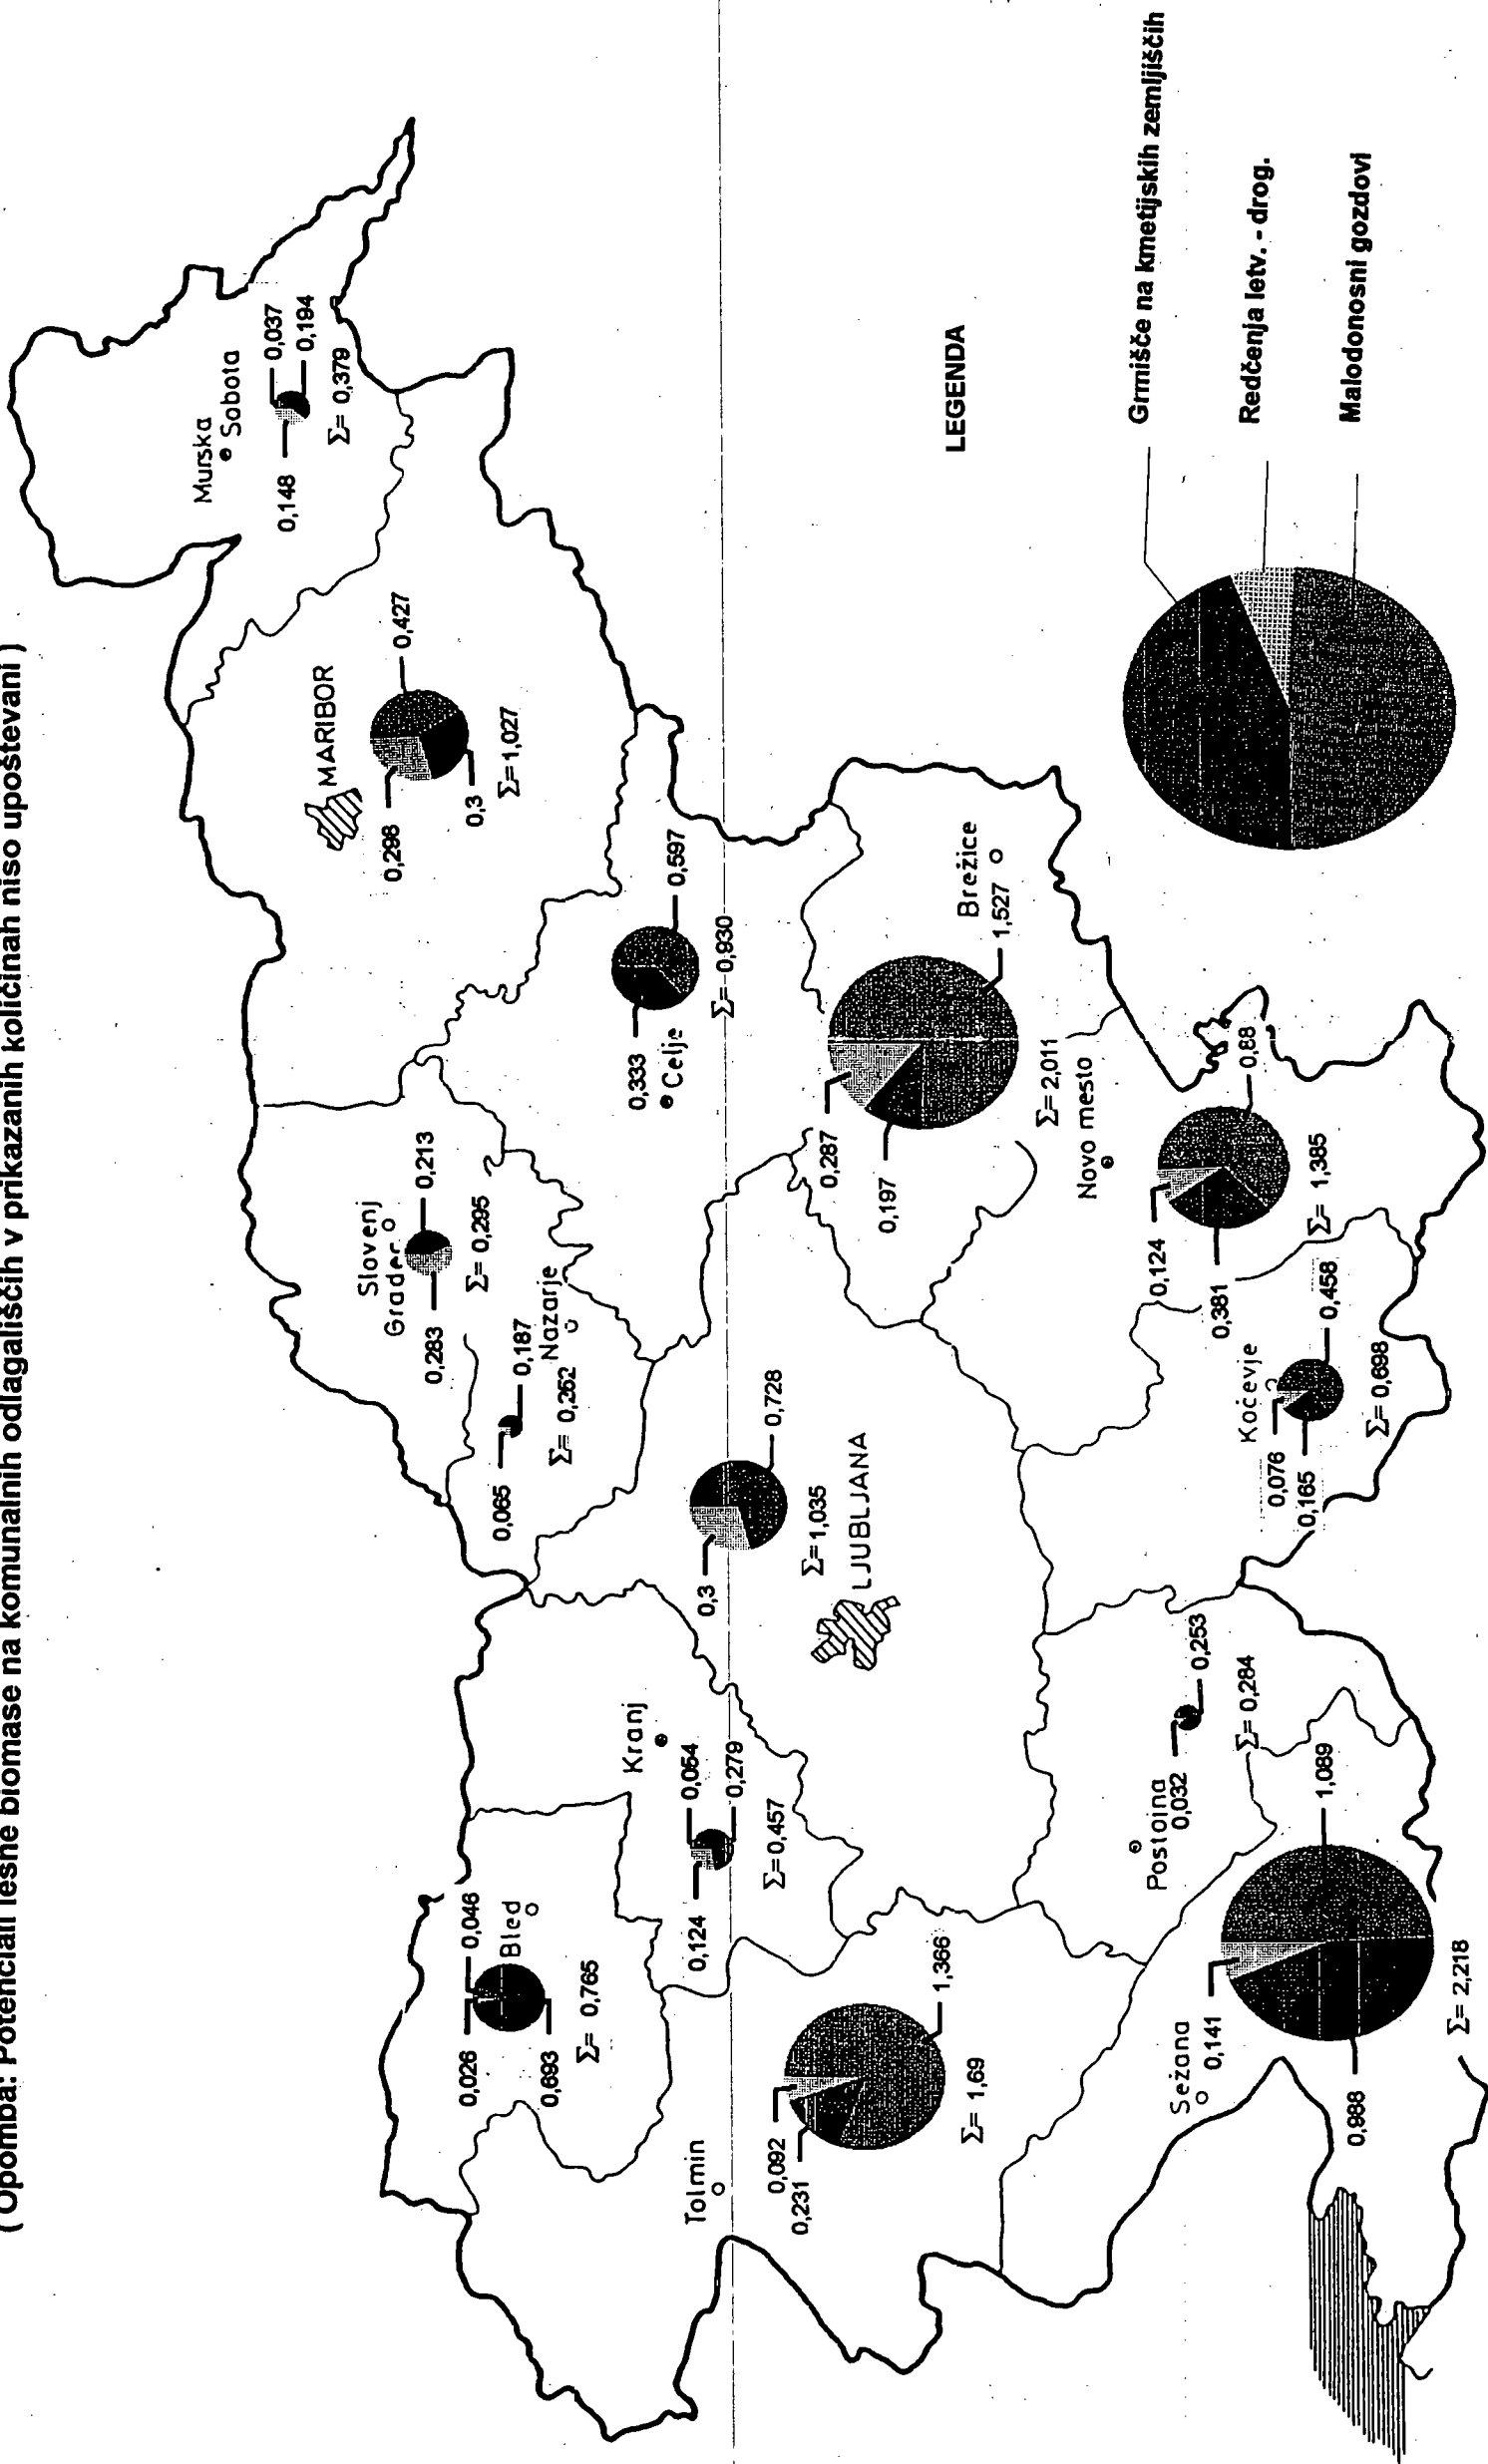 ( Opomba: Potenciali lesne biomase na komunalnih odlagališčih v prikazanih količinah niso upoštevani )
Murska
Sobota
0,148
0,037
0,194
Σ= 0,379
MARIBOR
0,298
0,427
0,3
Σ=1,027
Slovenj
Gradec
0,283
0,213
Σ= 0,295
0,065
0,187
Nazarje
Σ= 0,252
0,333
0,597
Celje
Σ= 0,930
Bled
0,026
0,046
0,693
Σ= 0,765
Kranj
0,124
0,054
0,279
Σ=0,457
0,3
0,728
Σ=1,035
LJUBLJANA
Tolmin
0,092
0,231
1,366
Σ= 1,69
Brežice
0,287
0,197
1,527
Σ=2,011
Novo mesto
0,124
0,381
0,88
Σ= 1,385
Kočevje
0,076
0,165
0,458
Σ= 0,698
Postojna
0,032
0,253
Σ= 0,284
Sežana
0,141
1,089
0,988
Σ= 2,218
LEGENDA
Grmišče na kmetijskih zemljiščih
Redčenja letv. - drog.
Malodonosni gozdovi